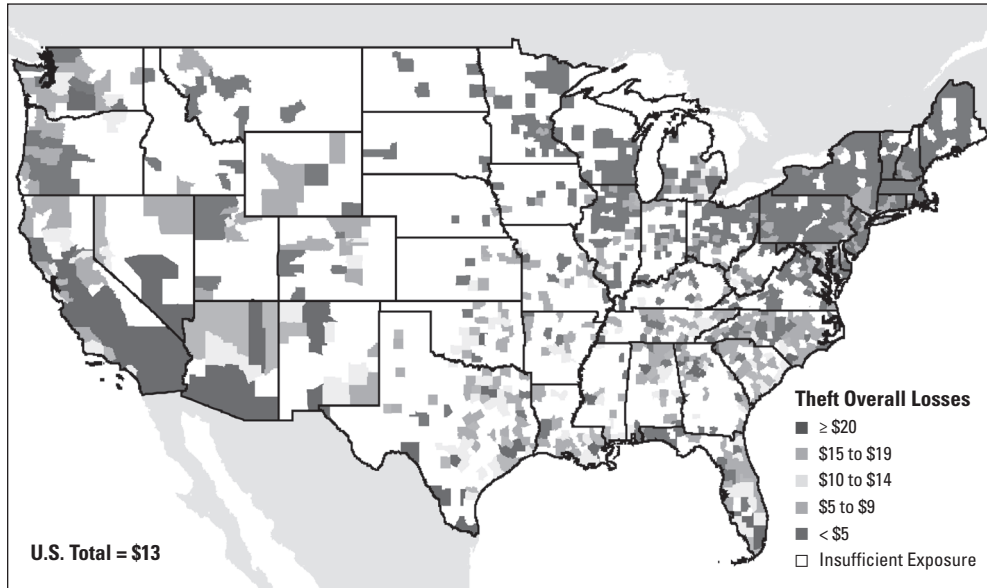 Theft Overall Losses
≥ $20
$15 to $19
$10 to $14
$5 to $9
< $5
Insufficient Exposure
U.S. Total = $13